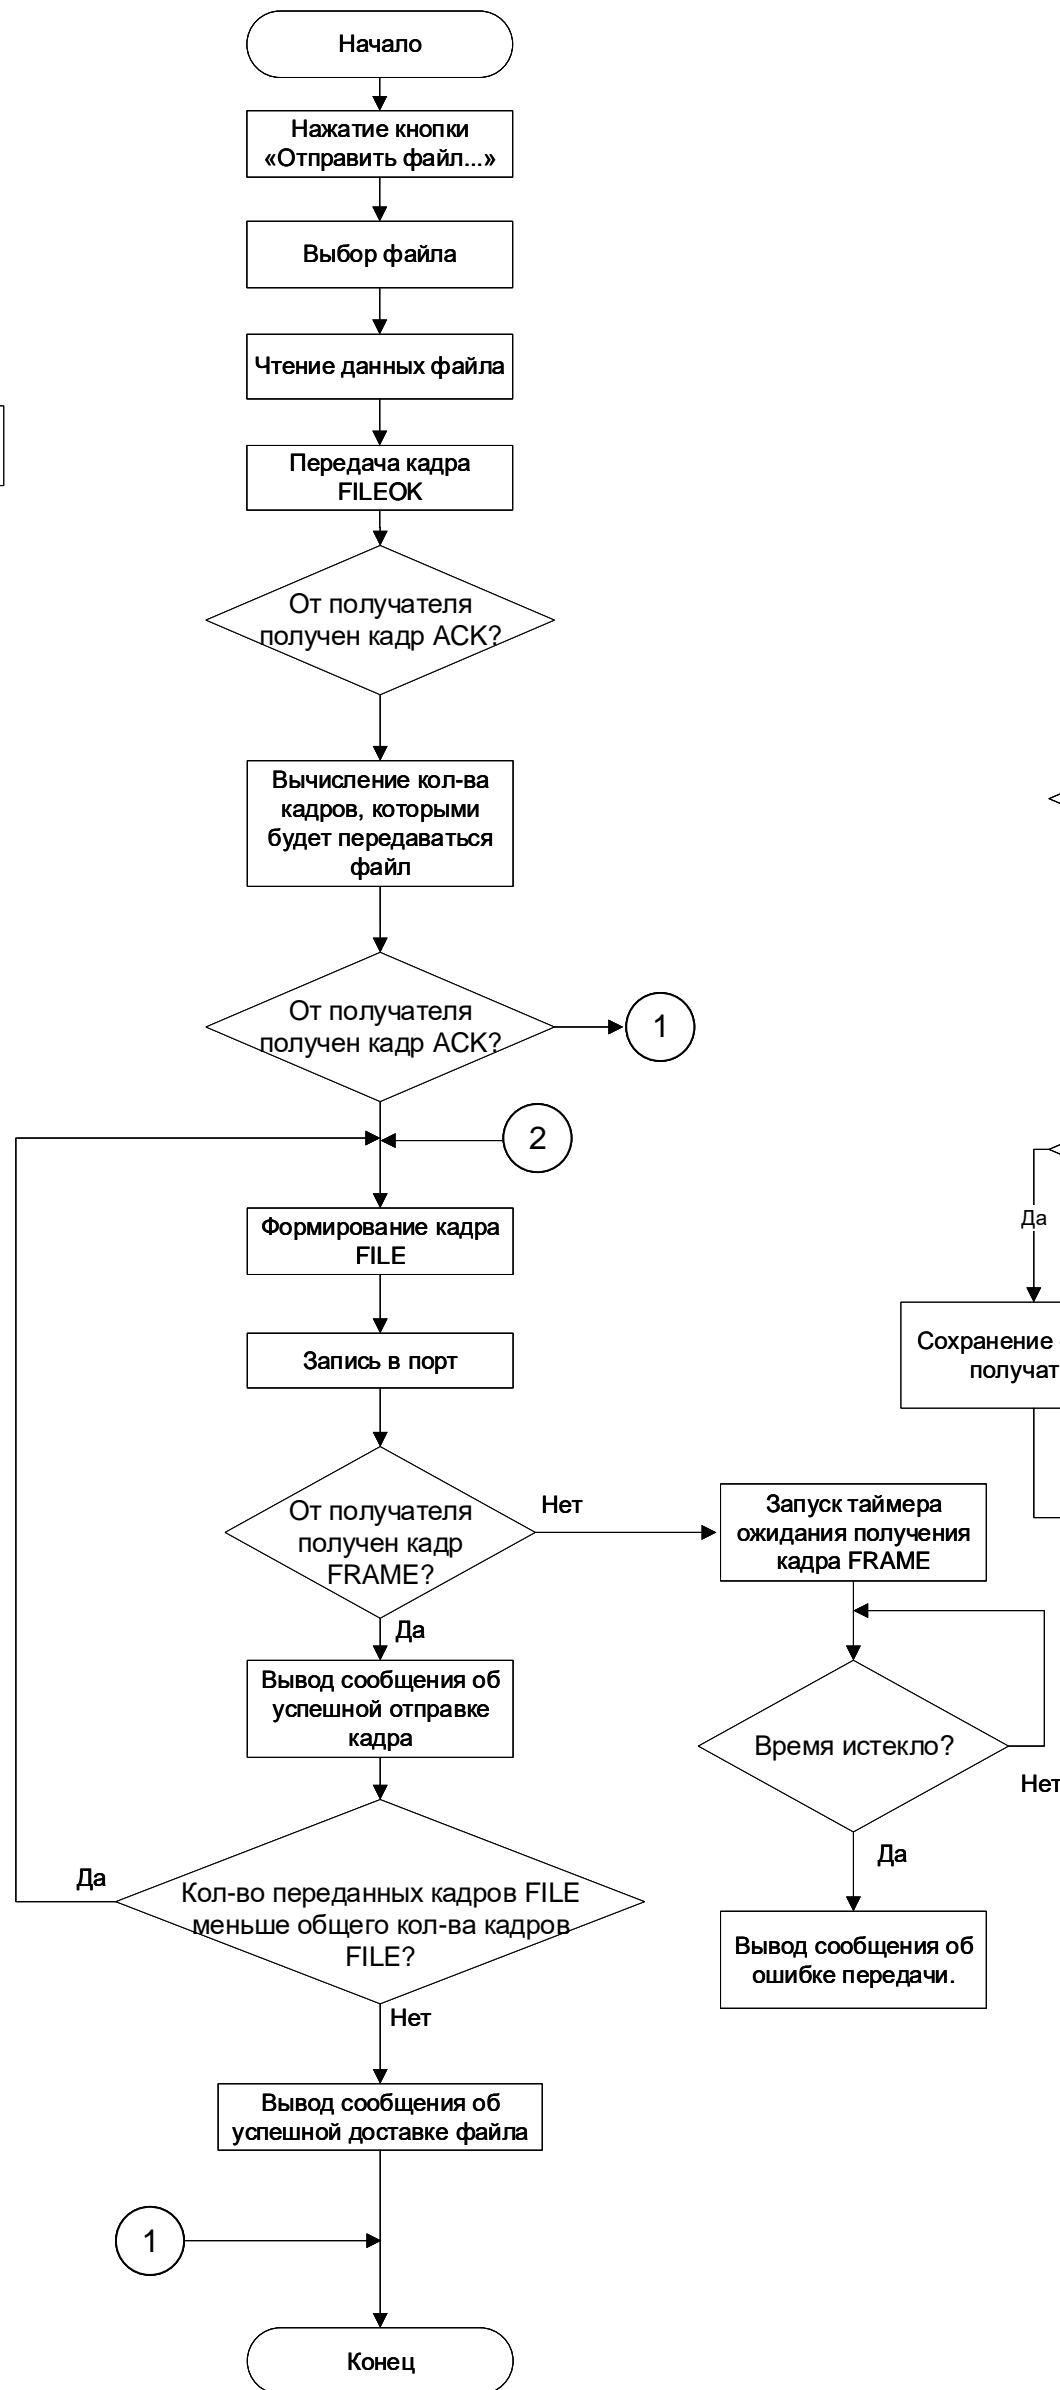 Начало
Нажатие кнопки
«Отправить файл...»
Выбор файла
Чтение данных файла
Передача кадра
FILEOK
От получателя
получен кадр ACK?
Вычисление кол-ва
кадров, которыми
будет передаваться
файл
От получателя
получен кадр ACK?
1
2
Формирование кадра
FILE
Да
Запись в порт
Сохранение
получат
От получателя
получен кадр
FRAME?
Нет
Запуск таймера
ожидания получения
кадра FRAME
Да
Вывод сообщения об
успешной отправке
кадра
Время истекло?
Нет
Да
Да
Кол-во переданных кадров FILE
меньше общего кол-ва кадров
FILE?
Вывод сообщения об
ошибке передачи.
Нет
Вывод сообщения об
успешной доставке файла
1
Конец